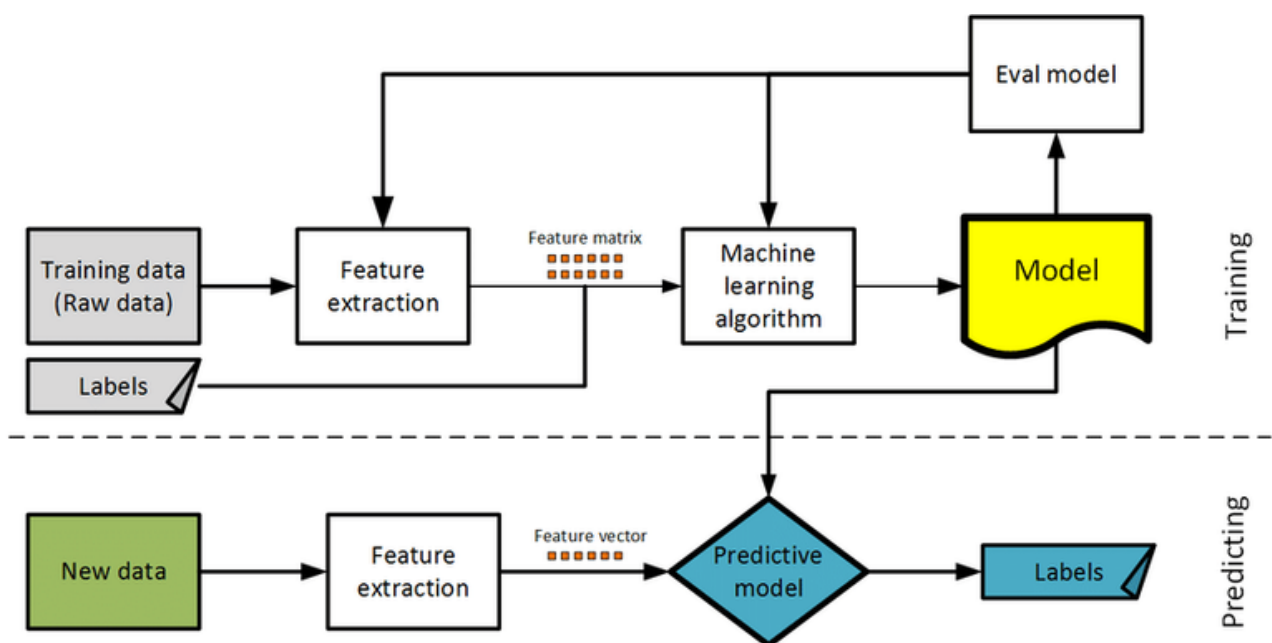 Eval model
Training data
(Raw data)
Feature
extraction
Feature matrix
Machine
learning
algorithm
Model
Training
Labels
New data
Feature
extraction
Feature vector
Predictive
model
Labels
Predicting